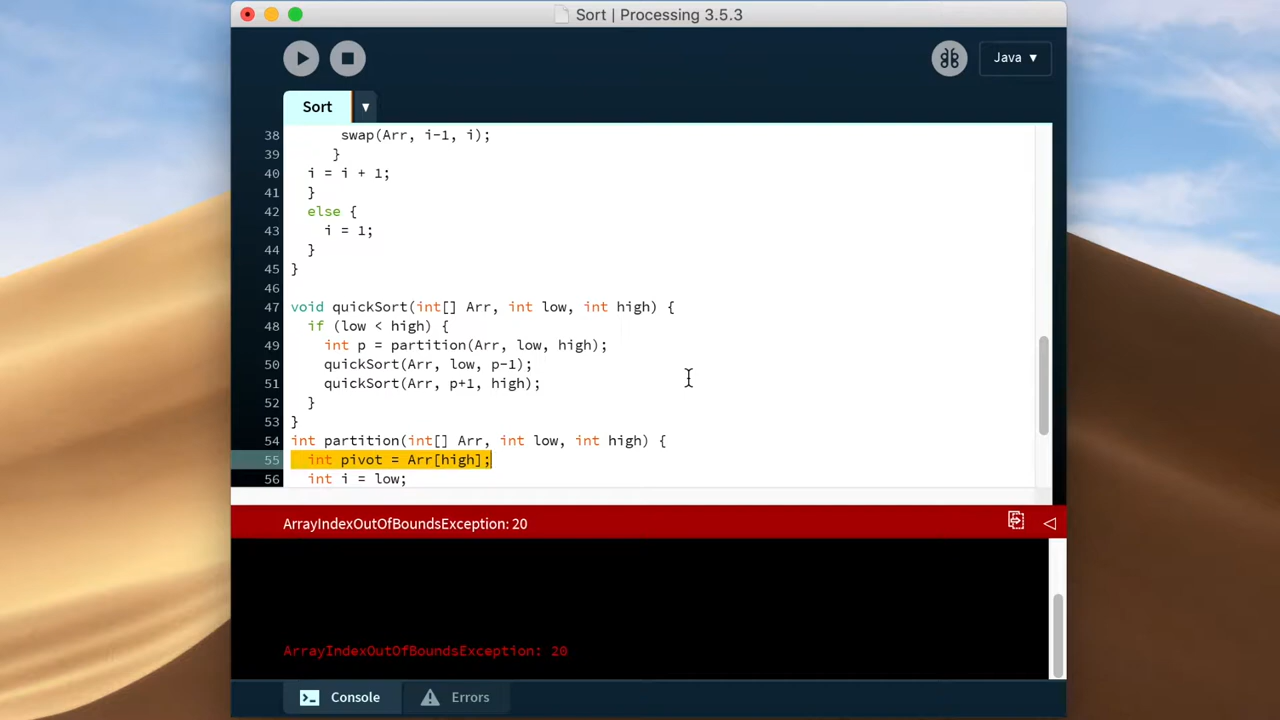 Sort | Processing 3.5.3
Java ▾
Sort ▾
38 swap(Arr, i-1, i);
39 }
40 i = i + 1;
41 }
42 else {
43 i = 1;
44 }
45 }
46
47 void quickSort(int[] Arr, int low, int high) {
48 if (low < high) {
49 int p = partition(Arr, low, high);
50 quickSort(Arr, low, p-1);
51 quickSort(Arr, p+1, high);
52 }
53 }
54 int partition(int[] Arr, int low, int high) {
55 int pivot = Arr[high];
56 int i = low;
ArrayIndexOutOfBoundsException: 20
ArrayIndexOutOfBoundsException: 20
Console Errors